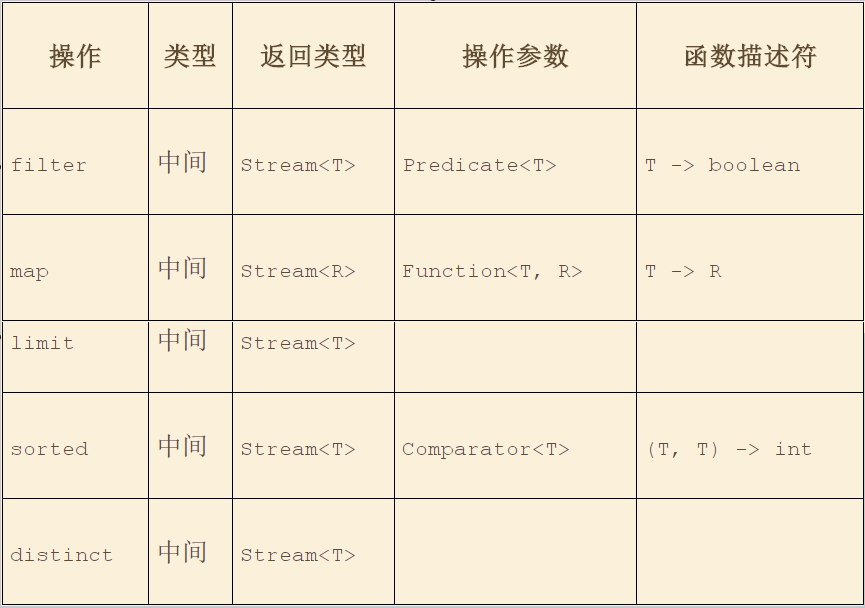 操作 类型 返回类型 操作参数 函数描述符
filter 中间 Stream<T> Predicate<T> T -> boolean
map 中间 Stream<R> Function<T, R> T -> R
limit 中间 Stream<T>
sorted 中间 Stream<T> Comparator<T> (T, T) -> int
distinct 中间 Stream<T>